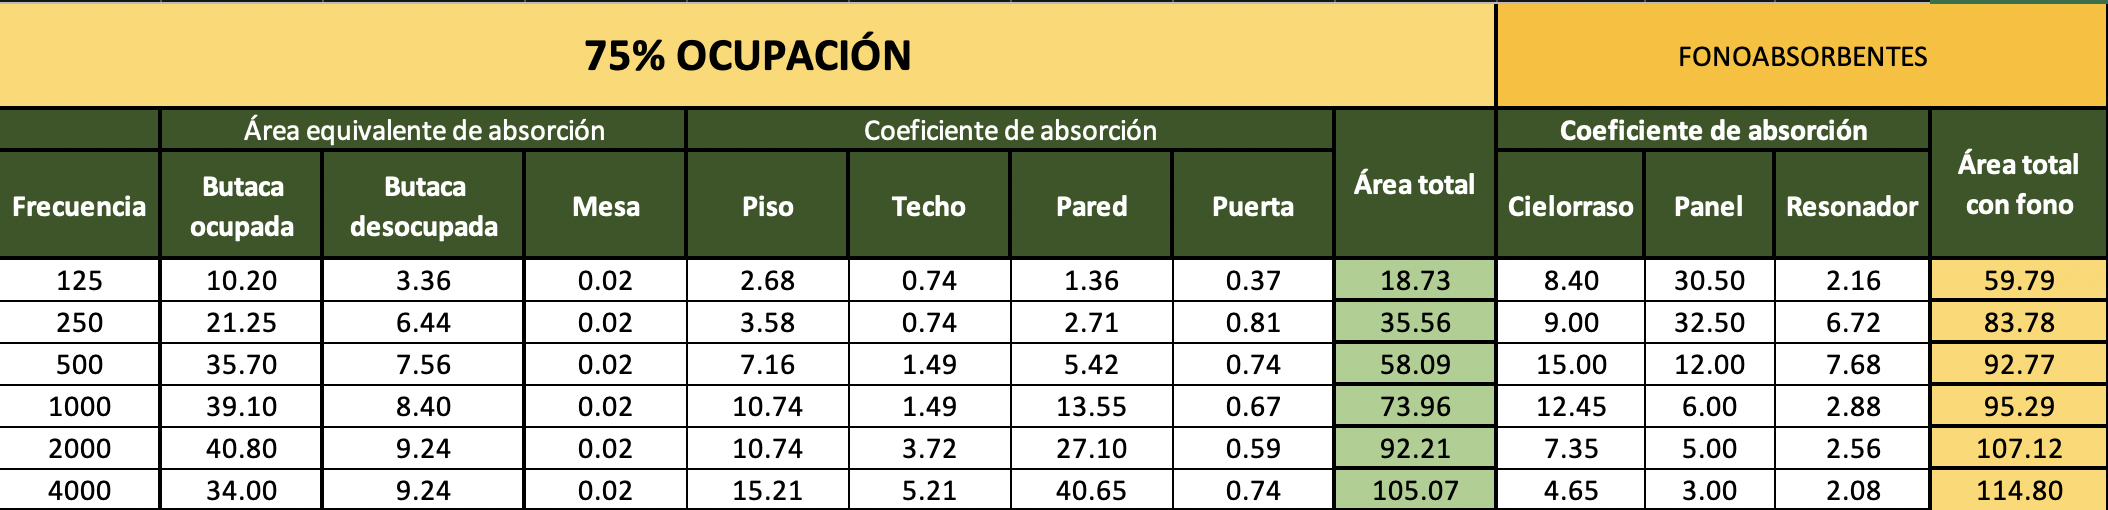 75% OCUPACIÓN FONOABSORBENTES
Área equivalente de absorción Coeficiente de absorción Área total Coeficiente de absorción Área total con fono
Frecuencia Butaca ocupada Butaca desocupada Mesa Piso Techo Pared Puerta Cielorraso Panel Resonador
125 10.20 3.36 0.02 2.68 0.74 1.36 0.37 18.73 8.40 30.50 2.16 59.79
250 21.25 6.44 0.02 3.58 0.74 2.71 0.81 35.56 9.00 32.50 6.72 83.78
500 35.70 7.56 0.02 7.16 1.49 5.42 0.74 58.09 15.00 12.00 7.68 92.77
1000 39.10 8.40 0.02 10.74 1.49 13.55 0.67 73.96 12.45 6.00 2.88 95.29
2000 40.80 9.24 0.02 10.74 3.72 27.10 0.59 92.21 7.35 5.00 2.56 107.12
4000 34.00 9.24 0.02 15.21 5.21 40.65 0.74 105.07 4.65 3.00 2.08 114.80